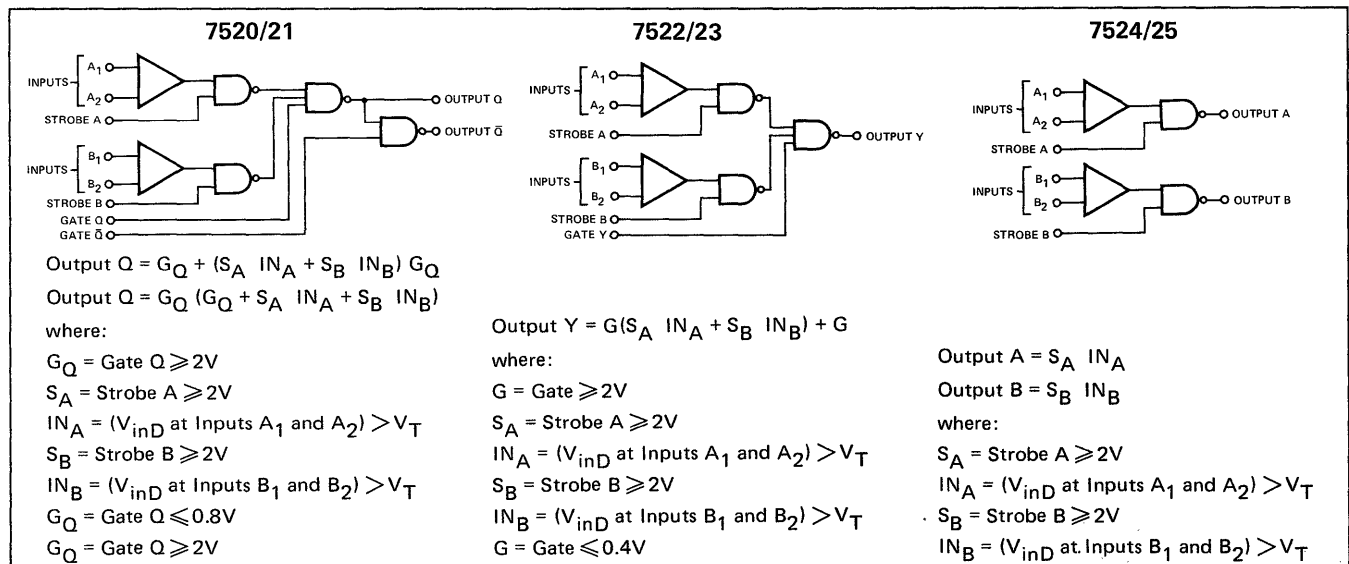 7520/21
INPUTS
A1
A2
STROBE A
INPUTS
B1
B2
STROBE B
GATE Q
GATE Q̅
OUTPUT Q
OUTPUT Q̅
Output Q = GQ + (SA INA + SB INB) GQ
Output Q = GQ (GQ + SA INA + SB INB)
where:
GQ = Gate Q ⩾ 2V
SA = Strobe A ⩾ 2V
INA = (VinD at Inputs A1 and A2) > VT
SB = Strobe B ⩾ 2V
INB = (VinD at Inputs B1 and B2) > VT
GQ = Gate Q ⩽ 0.8V
GQ = Gate Q ⩾ 2V
7522/23
INPUTS
A1
A2
STROBE A
INPUTS
B1
B2
STROBE B
GATE Y
OUTPUT Y
Output Y = G(SA INA + SB INB) + G
where:
G = Gate ⩾ 2V
SA = Strobe A ⩾ 2V
INA = (VinD at Inputs A1 and A2) > VT
SB = Strobe B ⩾ 2V
INB = (VinD at Inputs B1 and B2) > VT
G = Gate ⩽ 0.4V
7524/25
INPUTS
A1
A2
STROBE A
OUTPUT A
INPUTS
B1
B2
STROBE B
OUTPUT B
Output A = SA INA
Output B = SB INB
where:
SA = Strobe A ⩾ 2V
INA = (VinD at Inputs A1 and A2) > VT
SB = Strobe B ⩾ 2V
INB = (VinD at. Inputs B1 and B2) > VT